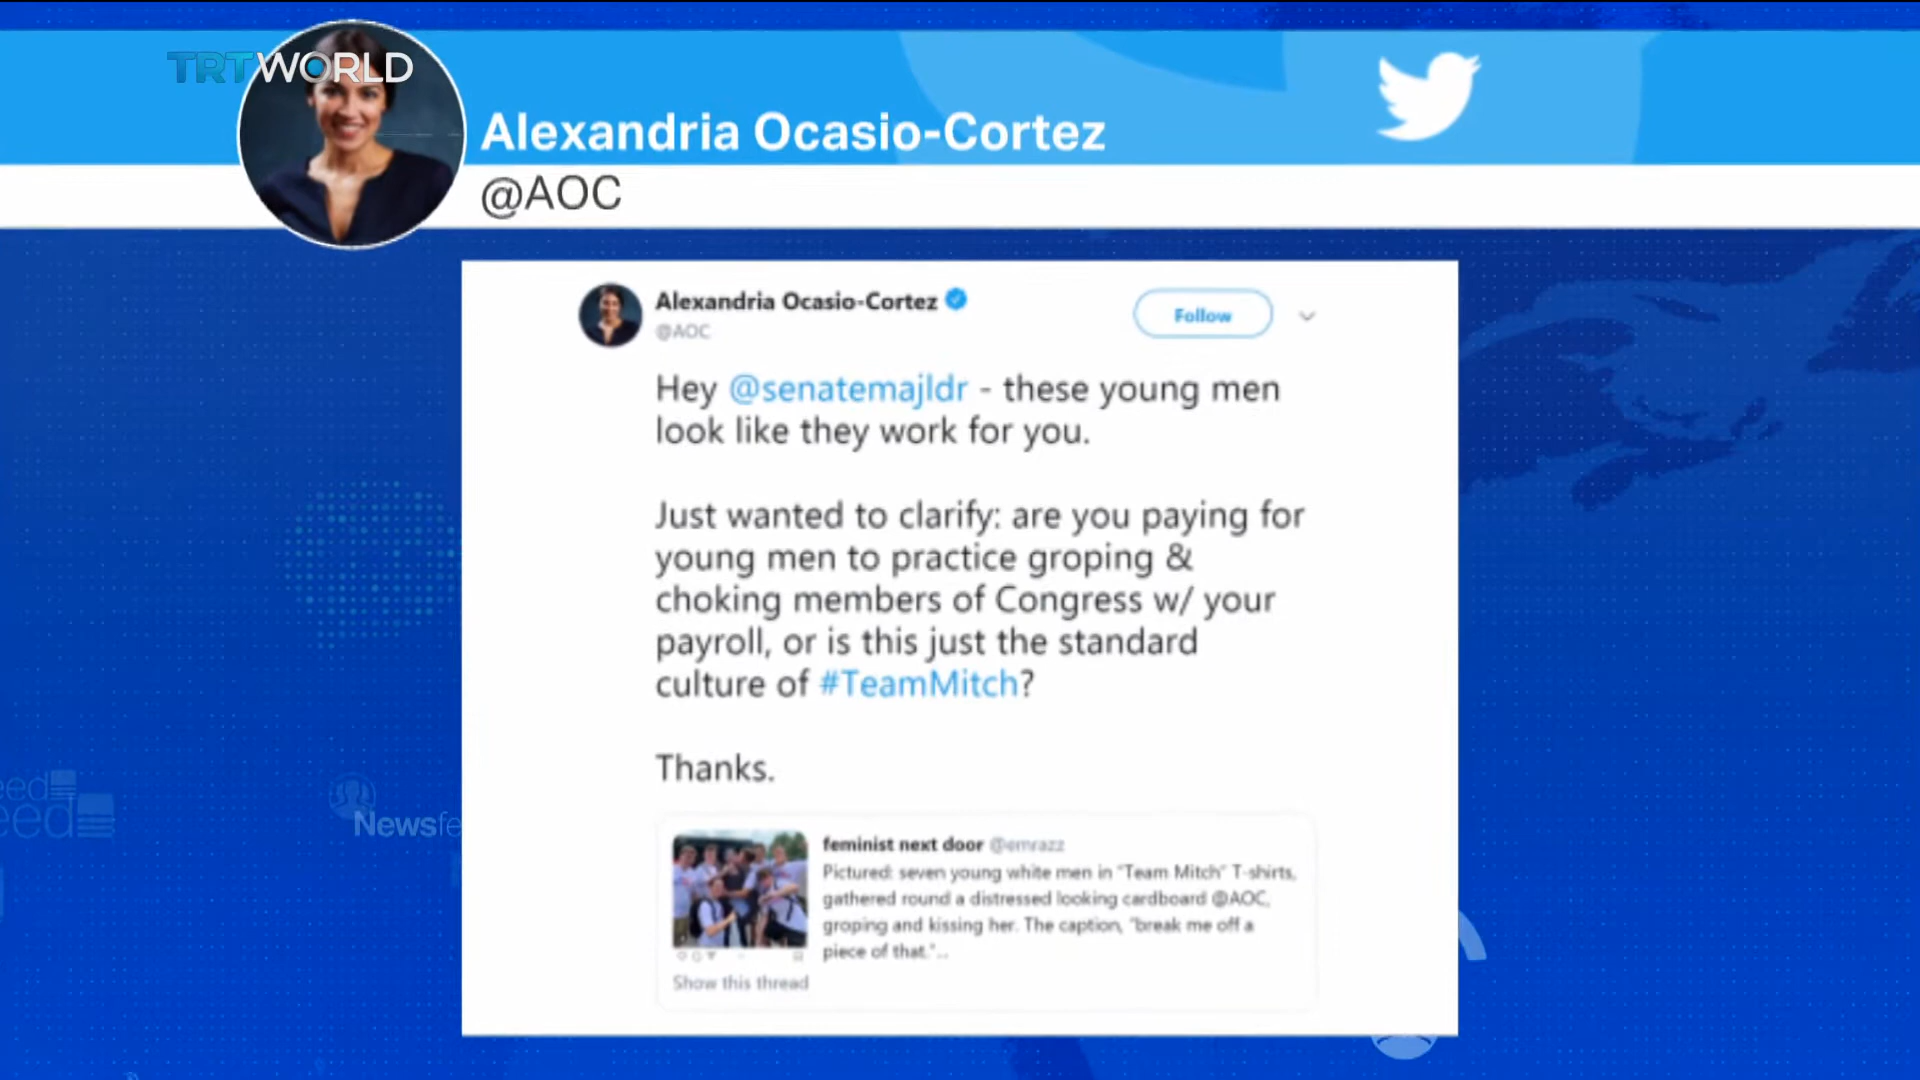 TRTWORLD
Alexandria Ocasio-Cortez
@AOC
Alexandria Ocasio-Cortez
@AOC
Follow
Hey @senatemajldr - these young men
look like they work for you.
Just wanted to clarify: are you paying for
young men to practice groping &
choking members of Congress w/ your
payroll, or is this just the standard
culture of #TeamMitch?
Thanks.
feminist next door @emrazz
Pictured: seven young white men in "Team Mitch" T-shirts,
gathered round a distressed looking cardboard @AOC,
groping and kissing her. The caption, "break me off a
piece of that."..
Show this thread
eed
eed
Newsfe